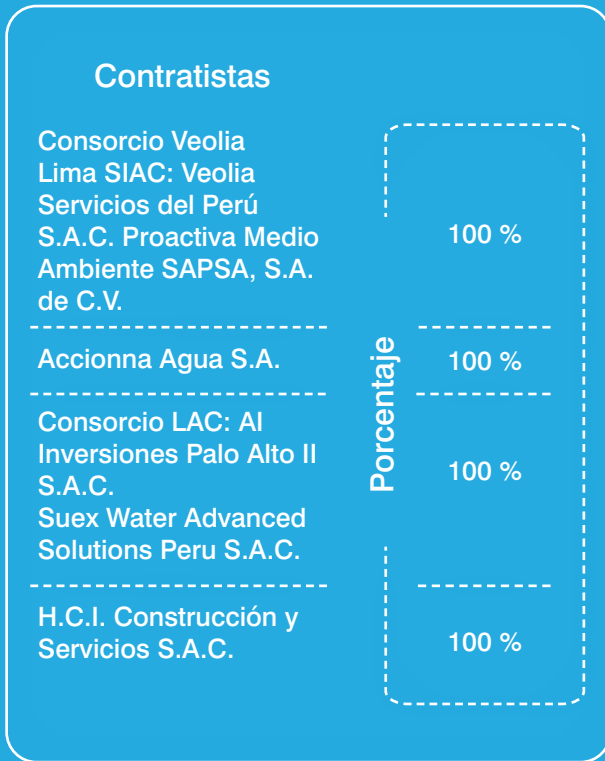 Contratistas
Consorcio Veolia
Lima SIAC: Veolia
Servicios del Perú
S.A.C. Proactiva Medio
Ambiente SAPSA, S.A.
de C.V.
100 %
Accionna Agua S.A.
100 %
Consorcio LAC: AI
Inversiones Palo Alto II
S.A.C.
Suex Water Advanced
Solutions Peru S.A.C.
100 %
H.C.I. Construcción y
Servicios S.A.C.
100 %
Porcentaje